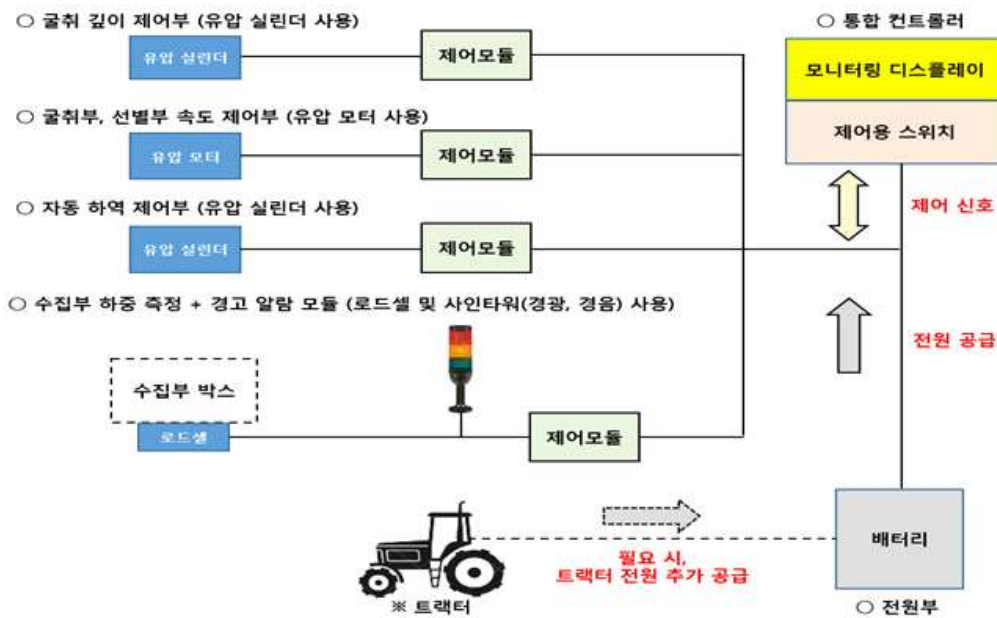 ○ 굴취 깊이 제어부 (유압 실린더 사용)
유압 실린더
제어모듈
○ 통합 컨트롤러
모니터링 디스플레이
제어용 스위치
○ 굴취부, 선별부 속도 제어부 (유압 모터 사용)
유압 모터
제어모듈
○ 자동 하역 제어부 (유압 실린더 사용)
유압 실린더
제어모듈
제어 신호
○ 수집부 하중 측정 + 경고 알람 모듈 (로드셀 및 사인타워(경광, 경음) 사용)
전원 공급
수집부 박스
로드셀
제어모듈
배터리
필요 시,
트랙터 전원 추가 공급
※ 트랙터
○ 전원부